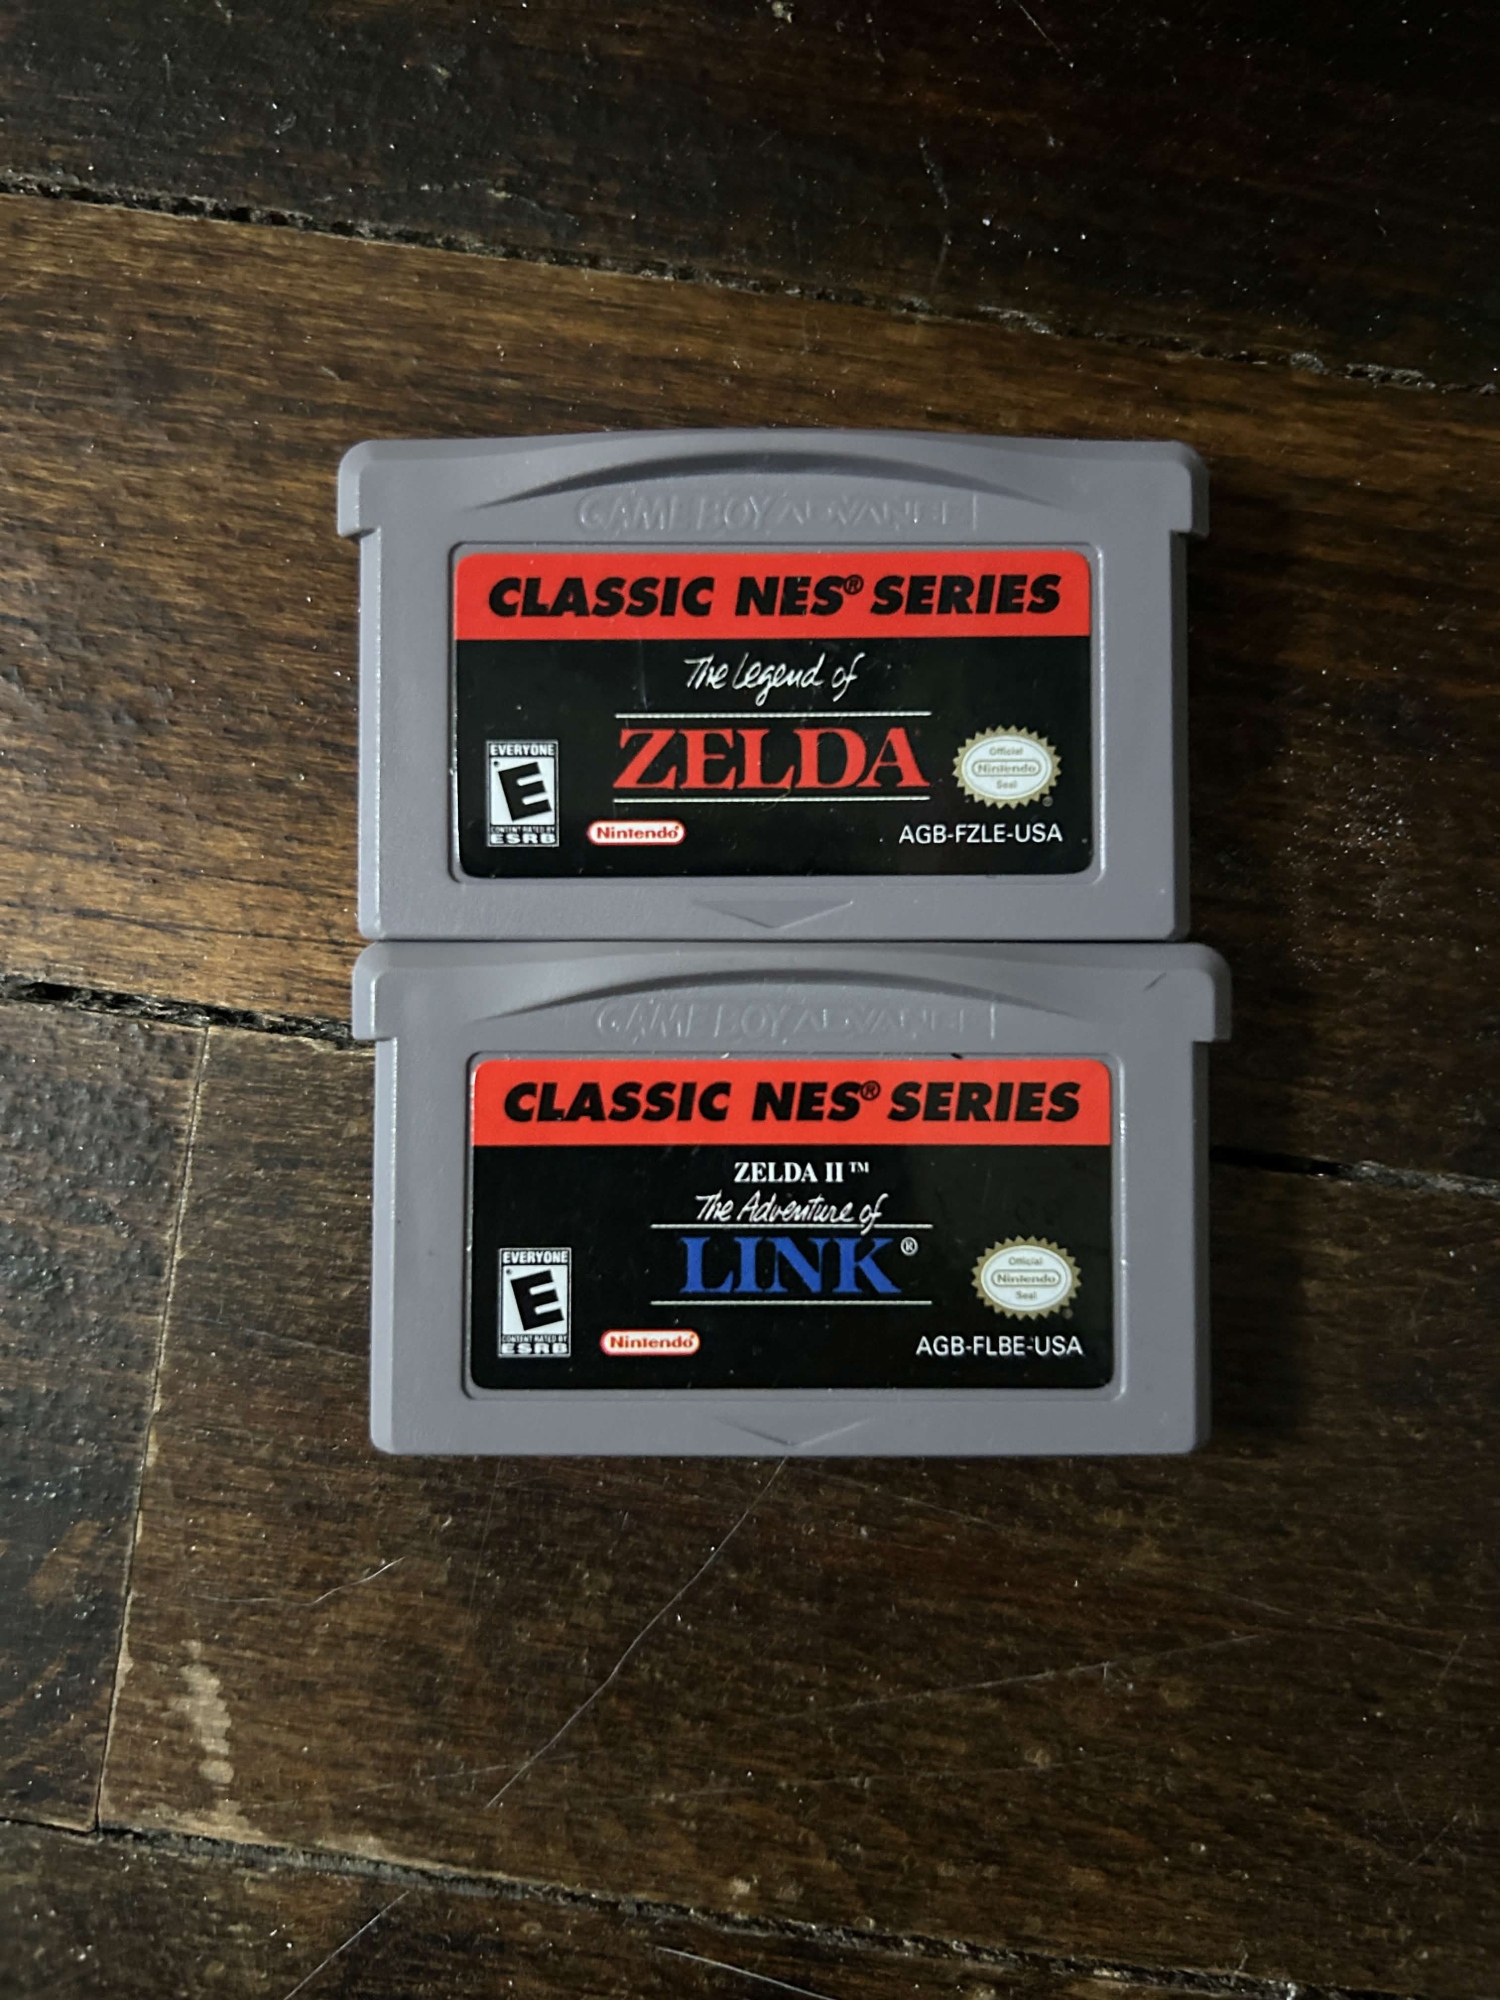 GAME BOY ADVANCE
CLASSIC NES® SERIES
The Legend of
ZELDA
EVERYONE
E
CONTENT RATED BY
ESRB
Nintendo®
Official
Nintendo
Seal
®
AGB-FZLE-USA
GAME BOY ADVANCE
CLASSIC NES® SERIES
ZELDA II™
The Adventure of
LINK®
EVERYONE
E
CONTENT RATED BY
ESRB
Nintendo®
Official
Nintendo
Seal
®
AGB-FLBE-USA